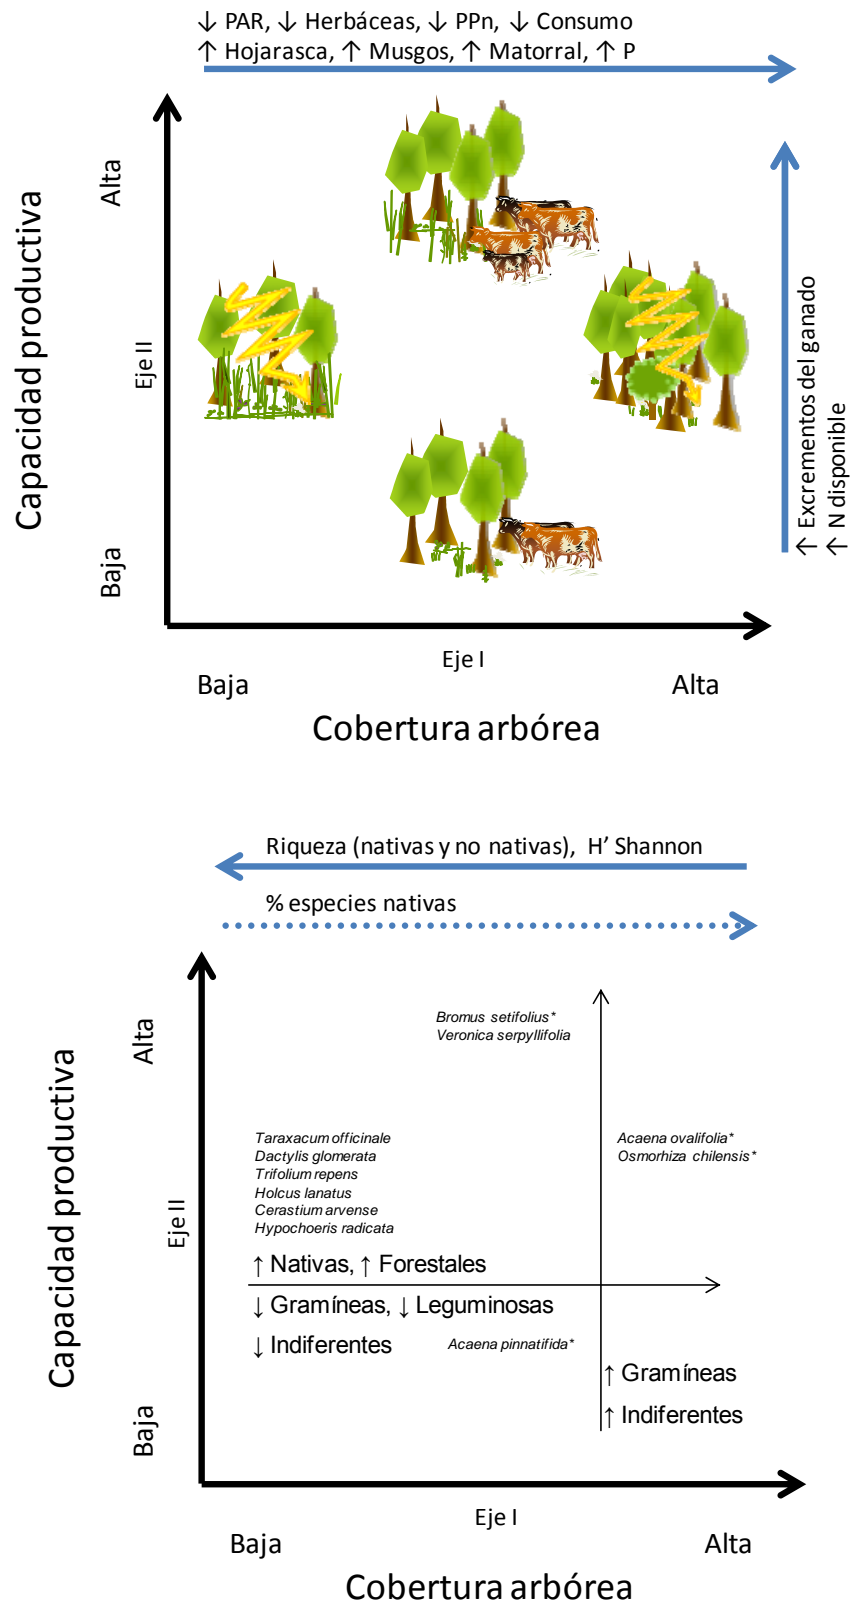 ↓ PAR, ↓ Herbáceas, ↓ PPn, ↓ Consumo
↑ Hojarasca, ↑ Musgos, ↑ Matorral, ↑ P
Capacidad productiva
Alta
Eje II
Baja
↑ Excrementos del ganado
↑ N disponible
Eje I
Baja
Alta
Cobertura arbórea
Riqueza (nativas y no nativas), H' Shannon
% especies nativas
Capacidad productiva
Alta
Eje II
Baja
Bromus setifolius*
Veronica serpyllifolia
Taraxacum officinale
Dactylis glomerata
Trifolium repens
Holcus lanatus
Cerastium arvense
Hypochoeris radicata
Acaena ovalifolia*
Osmorhiza chilensis*
↑ Nativas, ↑ Forestales
↓ Gramíneas, ↓ Leguminosas
↓ Indiferentes
Acaena pinnatifida*
↑ Gramíneas
↑ Indiferentes
Eje I
Baja
Alta
Cobertura arbórea